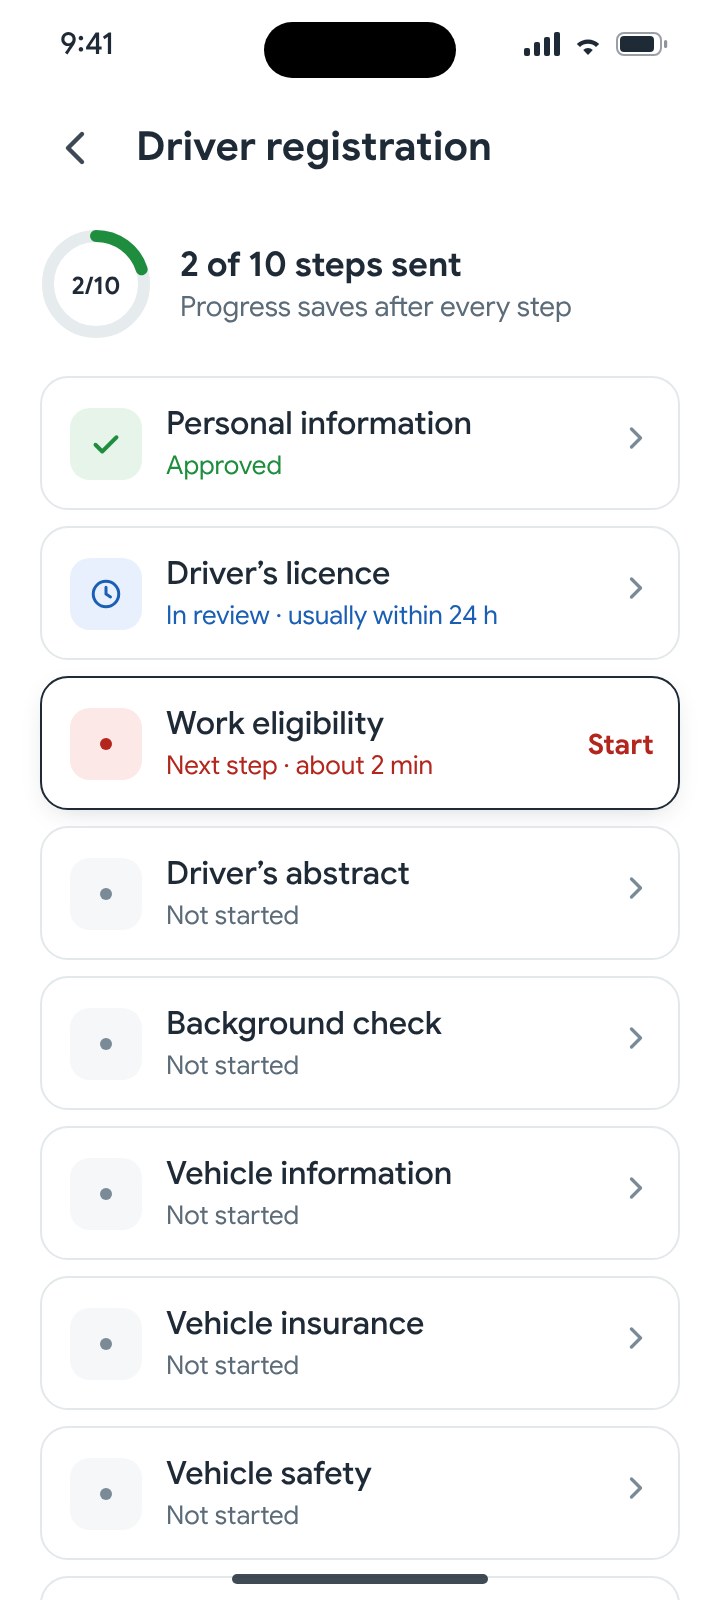 9:41
Driver registration
2/10
2 of 10 steps sent
Progress saves after every step
Personal information
Approved
Driver’s licence
In review · usually within 24 h
Work eligibility
Next step · about 2 min
Start
Driver’s abstract
Not started
Background check
Not started
Vehicle information
Not started
Vehicle insurance
Not started
Vehicle safety
Not started